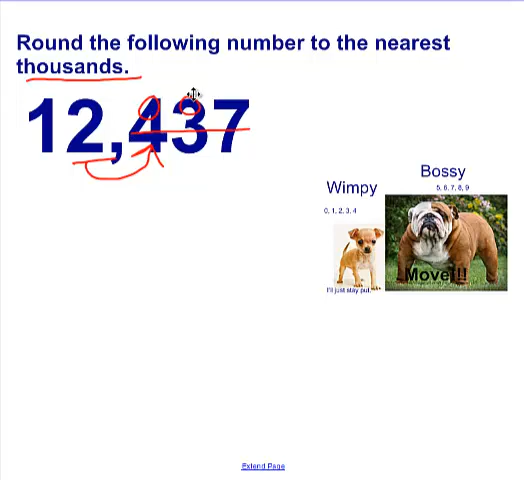 Round the following number to the nearest
thousands.
12,437
Bossy
5, 6, 7, 8, 9
Wimpy
0, 1, 2, 3, 4
Move!!!
I'll just stay put.
Extend Page